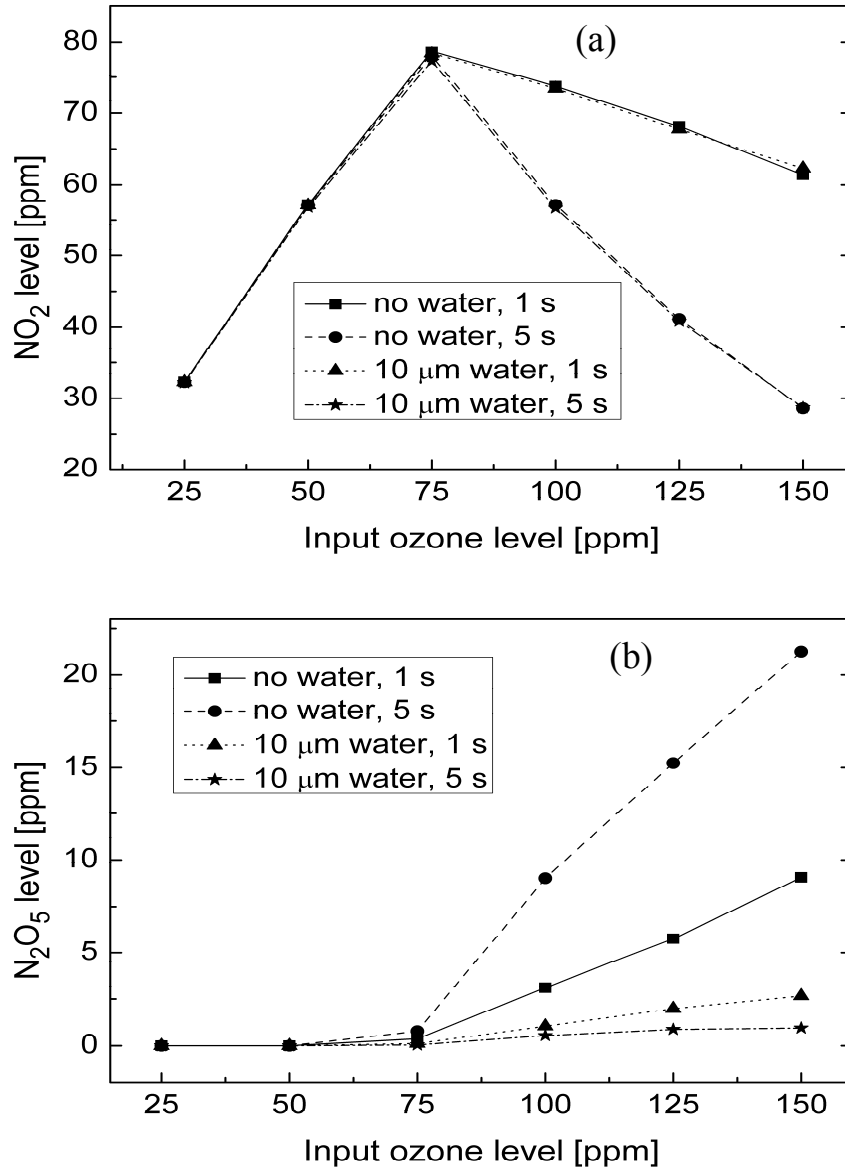 (a)
NO₂ level [ppm]
80
70
60
50
40
30
20
no water, 1 s
no water, 5 s
10 μm water, 1 s
10 μm water, 5 s
25 50 75 100 125 150
Input ozone level [ppm]
(b)
N₂O₅ level [ppm]
20
15
10
5
0
no water, 1 s
no water, 5 s
10 μm water, 1 s
10 μm water, 5 s
25 50 75 100 125 150
Input ozone level [ppm]